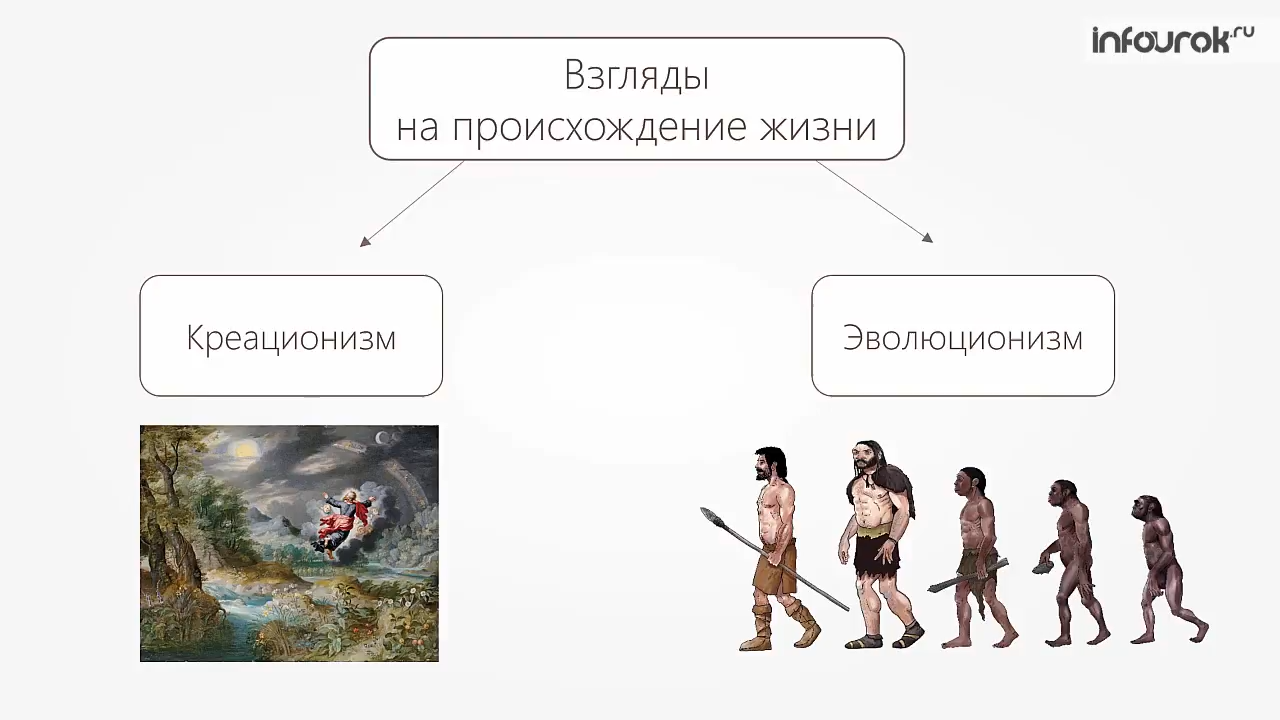 infourok.ru
Взгляды
на происхождение жизни
Креационизм
Эволюционизм